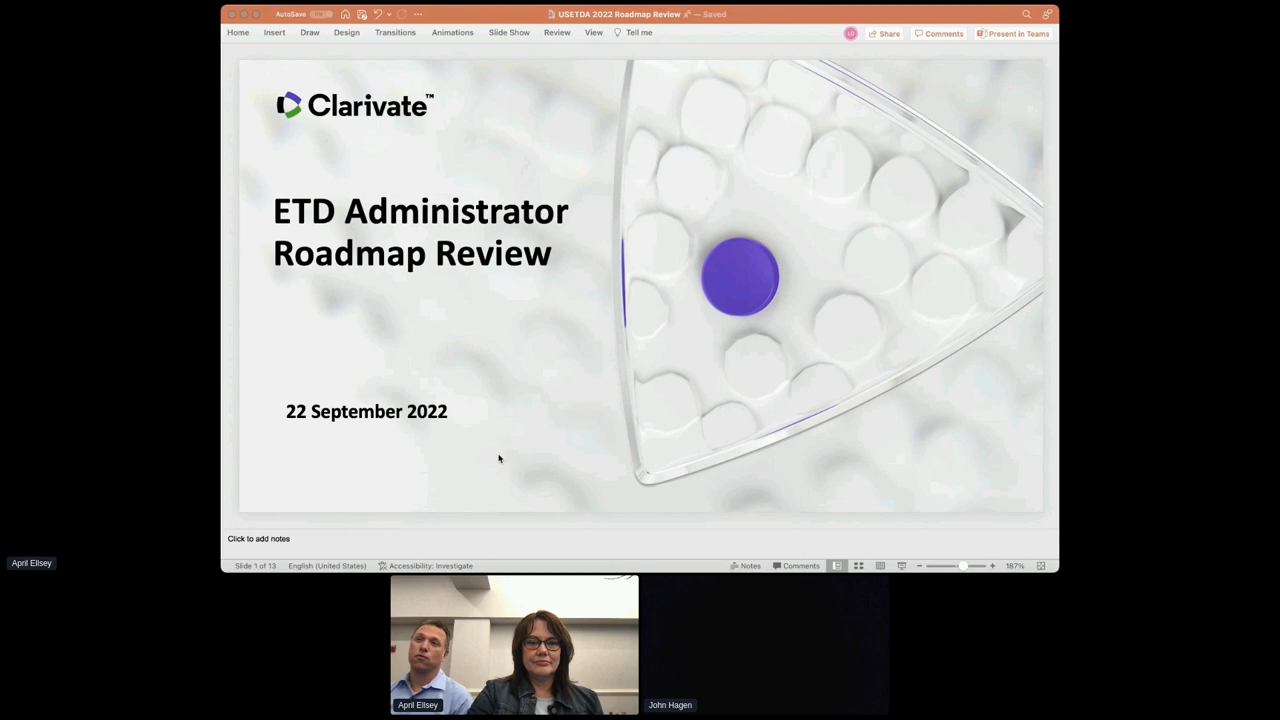 AutoSave
USETDA 2022 Roadmap Review
— Saved
Home Insert Draw Design Transitions Animations Slide Show Review View Tell me
Share Comments Present in Teams
Clarivate™
ETD Administrator
Roadmap Review
22 September 2022
Click to add notes
Slide 1 of 13 English (United States) Accessibility: Investigate
Notes Comments 187%
April Ellsey
April Ellsey
John Hagen